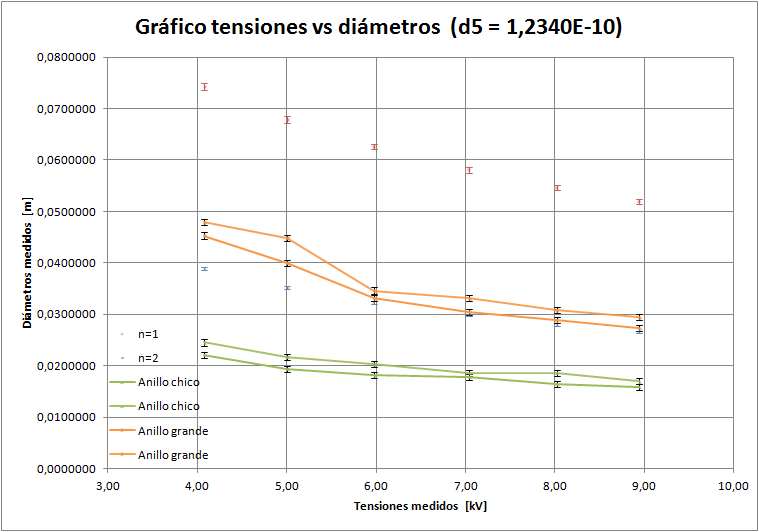 Gráfico tensiones vs diámetros (d5 = 1,2340E-10)
0,0800000
0,0700000
0,0600000
0,0500000
0,0400000
0,0300000
0,0200000
0,0100000
0,0000000
Diámetros medidos [m]
n=1
n=2
Anillo chico
Anillo chico
Anillo grande
Anillo grande
3,00 4,00 5,00 6,00 7,00 8,00 9,00 10,00
Tensiones medidos [kV]